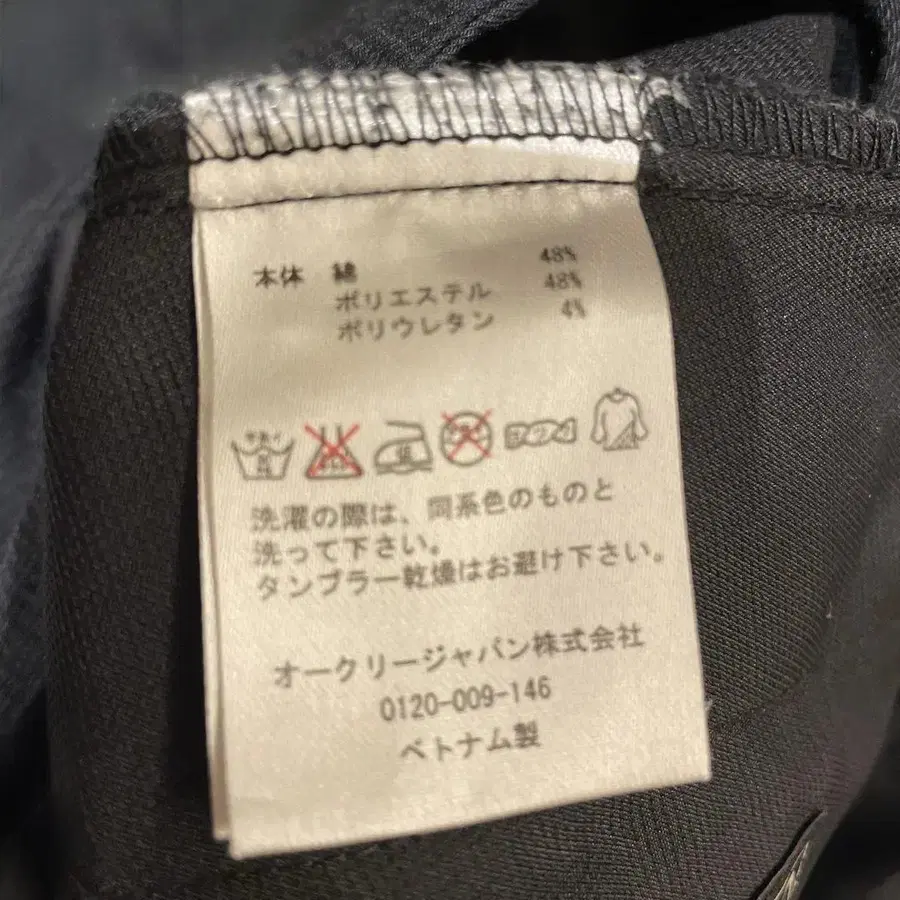 本体 綿 48%
ポリエステル 48%
ポリウレタン 4%
洗濯の際は、同系色のものと
洗って下さい。
タンブラー乾燥はお避け下さい。
オークリージャパン株式会社
0120-009-146
ベトナム製